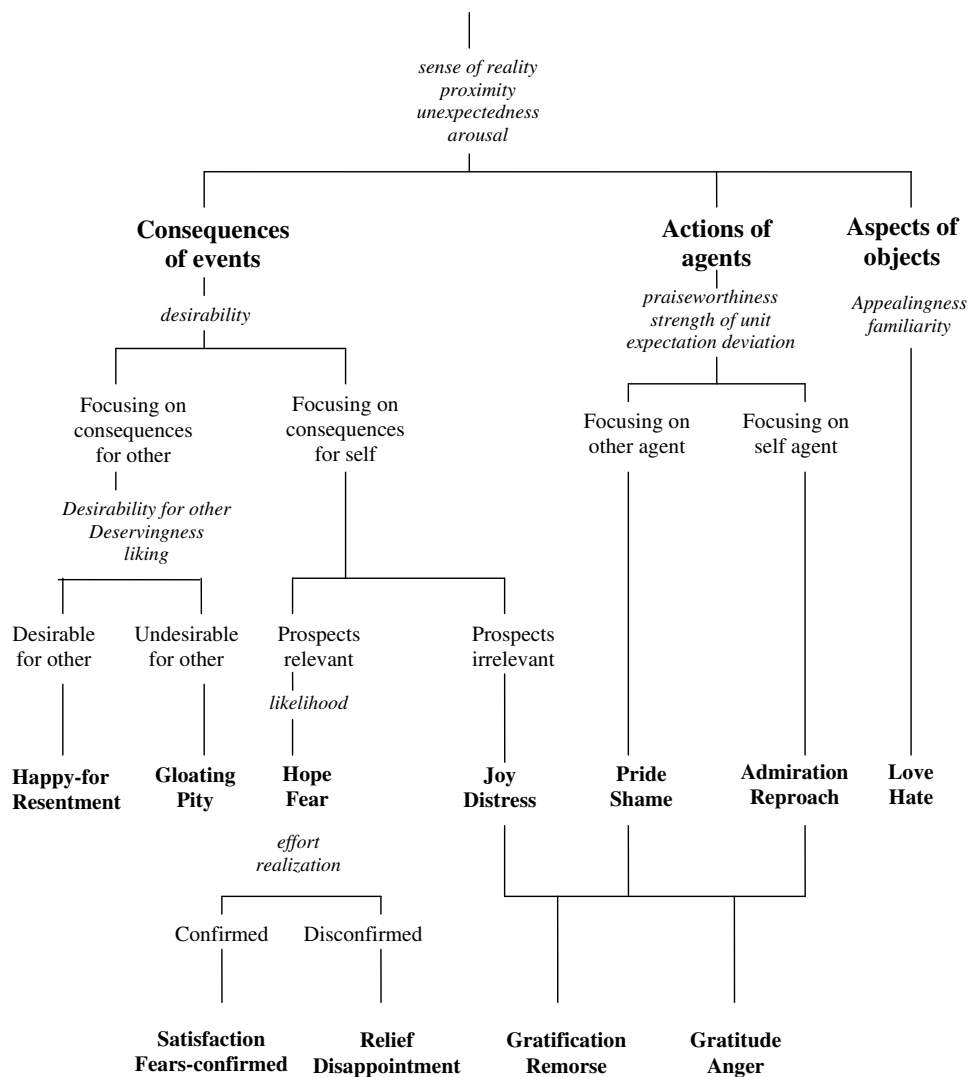 sense of reality
proximity
unexpectedness
arousal
Consequences
of events
Actions of
agents
Aspects of
objects
desirability
praiseworthiness
strength of unit
expectation deviation
Appealingness
familiarity
Focusing on
consequences
for other
Focusing on
consequences
for self
Focusing on
other agent
Focusing on
self agent
Desirability for other
Deservingness
liking
Desirable
for other
Undesirable
for other
Prospects
relevant
Prospects
irrelevant
likelihood
Happy-for
Resentment
Gloating
Pity
Hope
Fear
Joy
Distress
Pride
Shame
Admiration
Reproach
Love
Hate
effort
realization
Confirmed
Disconfirmed
Satisfaction
Fears-confirmed
Relief
Disappointment
Gratification
Remorse
Gratitude
Anger